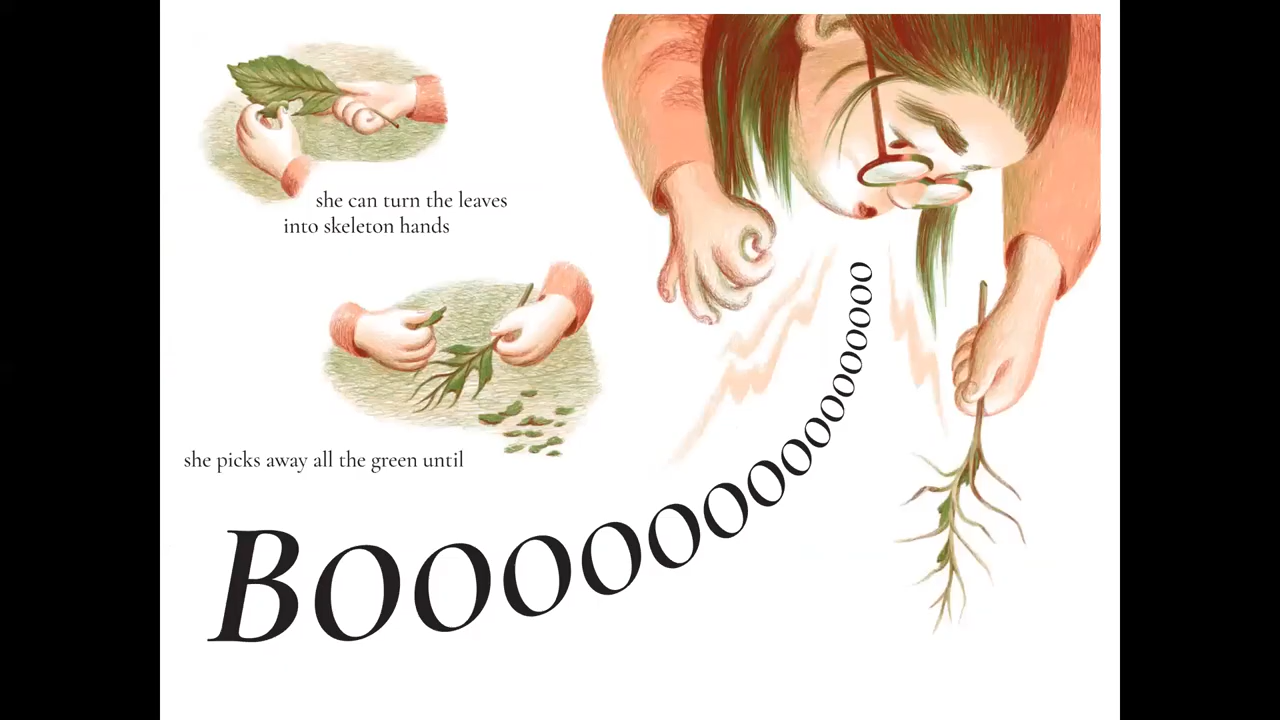 she can turn the leaves
into skeleton hands
she picks away all the green until
Boooooooooooooooooo